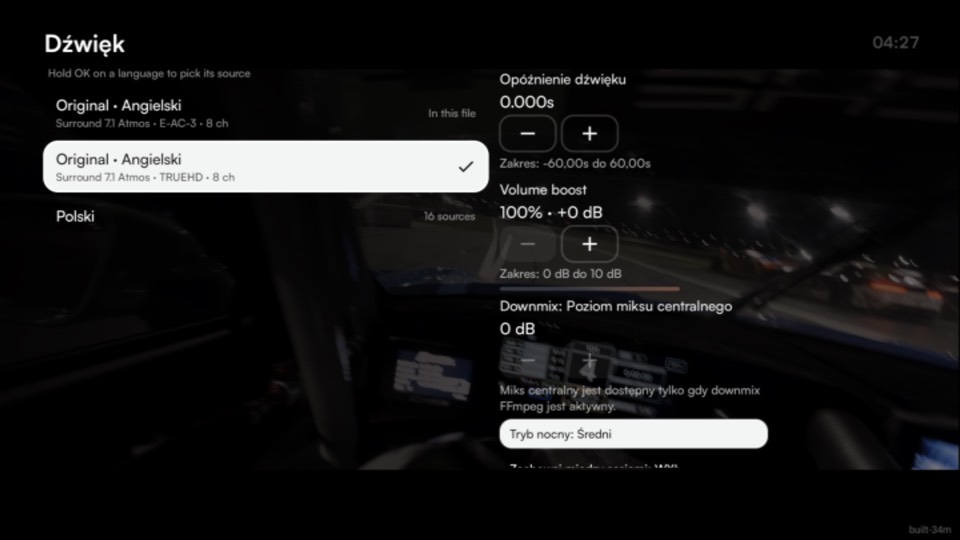 Dźwięk
04:27
Hold OK on a language to pick its source
Original · Angielski
Surround 7.1 Atmos · E-AC-3 · 8 ch
In this file
Original · Angielski
Surround 7.1 Atmos · TRUEHD · 8 ch
Polski
16 sources
Opóźnienie dźwięku
0.000s
− +
Zakres: -60,00s do 60,00s
Volume boost
100% · +0 dB
− +
Zakres: 0 dB do 10 dB
Downmix: Poziom miksu centralnego
0 dB
− +
Miks centralny jest dostępny tylko gdy downmix
FFmpeg jest aktywny.
Tryb nocny: Średni
built-34m